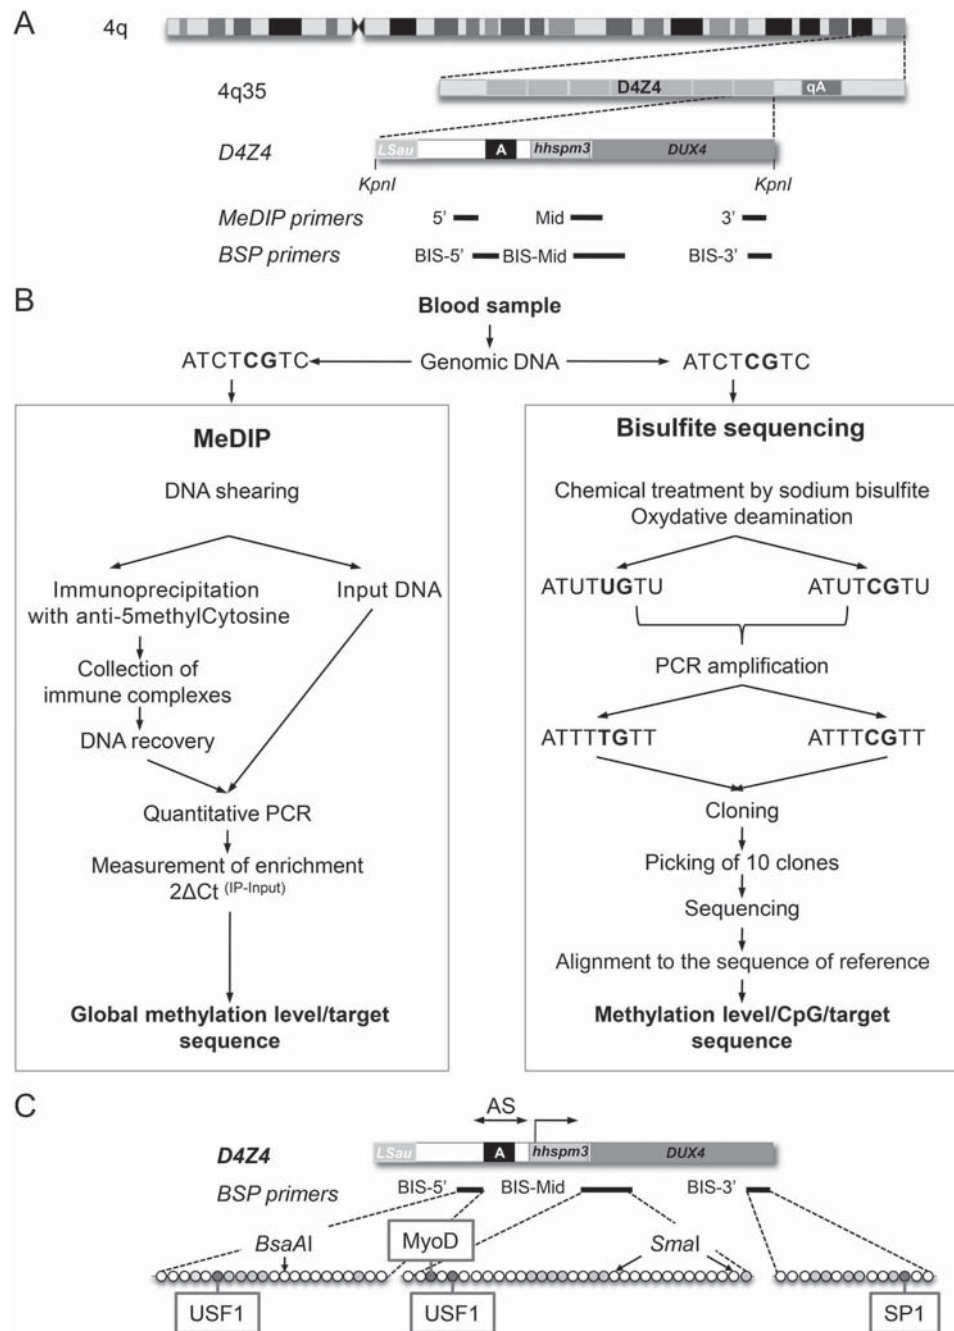 A
4q
4q35
D4Z4
qA
D4Z4
LSau
A
hhspm3
DUX4
KpnI
KpnI
MeDIP primers
5’
Mid
3’
BSP primers
BIS-5’
BIS-Mid
BIS-3’
B
Blood sample
ATCTCGTC
Genomic DNA
ATCTCGTC
MeDIP
DNA shearing
Immunoprecipitation
with anti-5methylCytosine
Input DNA
Collection of
immune complexes
DNA recovery
Quantitative PCR
Measurement of enrichment
2ΔCt (IP-Input)
Global methylation level/target
sequence
Bisulfite sequencing
Chemical treatment by sodium bisulfite
Oxydative deamination
ATUTUGTU
ATUTCGTU
PCR amplification
ATTTTGTT
ATTTCGTT
Cloning
Picking of 10 clones
Sequencing
Alignment to the sequence of reference
Methylation level/CpG/target
sequence
C
AS
D4Z4
LSau
A
hhspm3
DUX4
BSP primers
BIS-5’
BIS-Mid
BIS-3’
BsaAI
MyoD
SmaI
USF1
USF1
SP1